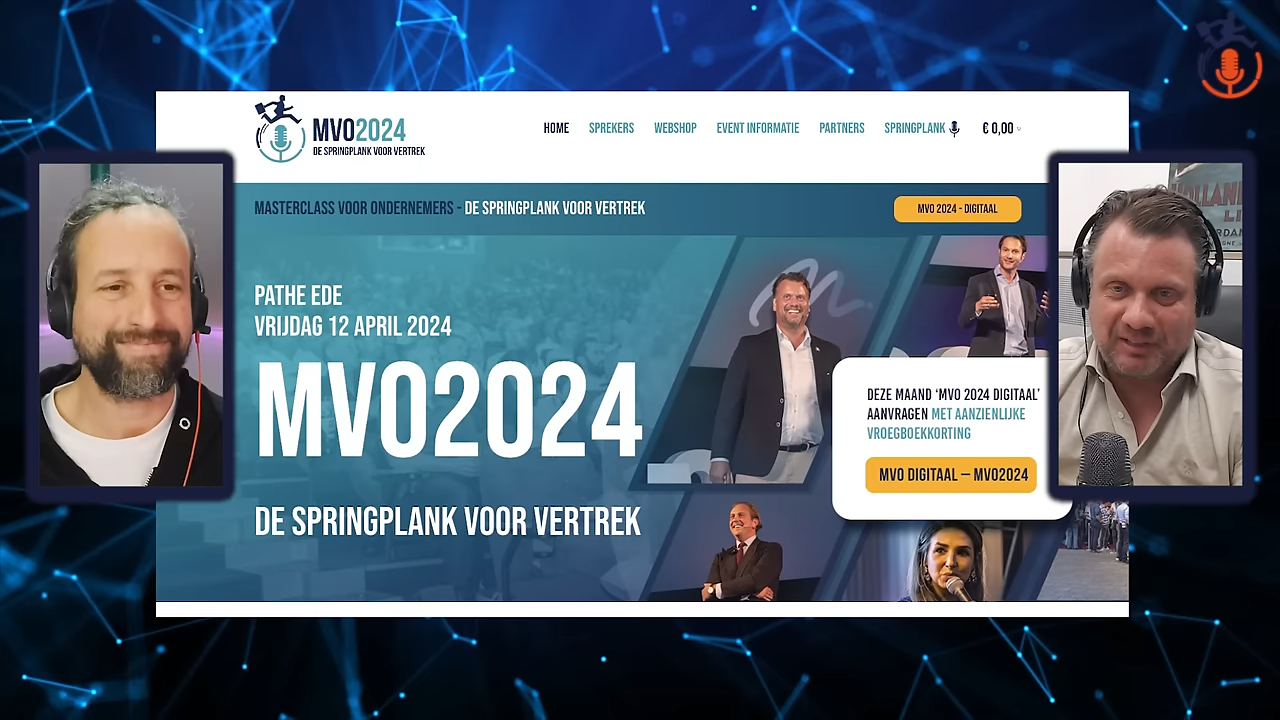 MVO2024
DE SPRINGPLANK VOOR VERTREK
HOME SPREKERS WEBSHOP EVENT INFORMATIE PARTNERS SPRINGPLANK € 0,00
MASTERCLASS VOOR ONDERNEMERS - DE SPRINGPLANK VOOR VERTREK
MVO 2024 - DIGITAAL
PATHE EDE
VRIJDAG 12 APRIL 2024
MVO2024
DE SPRINGPLANK VOOR VERTREK
DEZE MAAND ‘MVO 2024 DIGITAAL’
AANVRAGEN MET AANZIENLIJKE
VROEGBOEKKORTING
MVO DIGITAAL – MVO2024
HOLLAN
LI